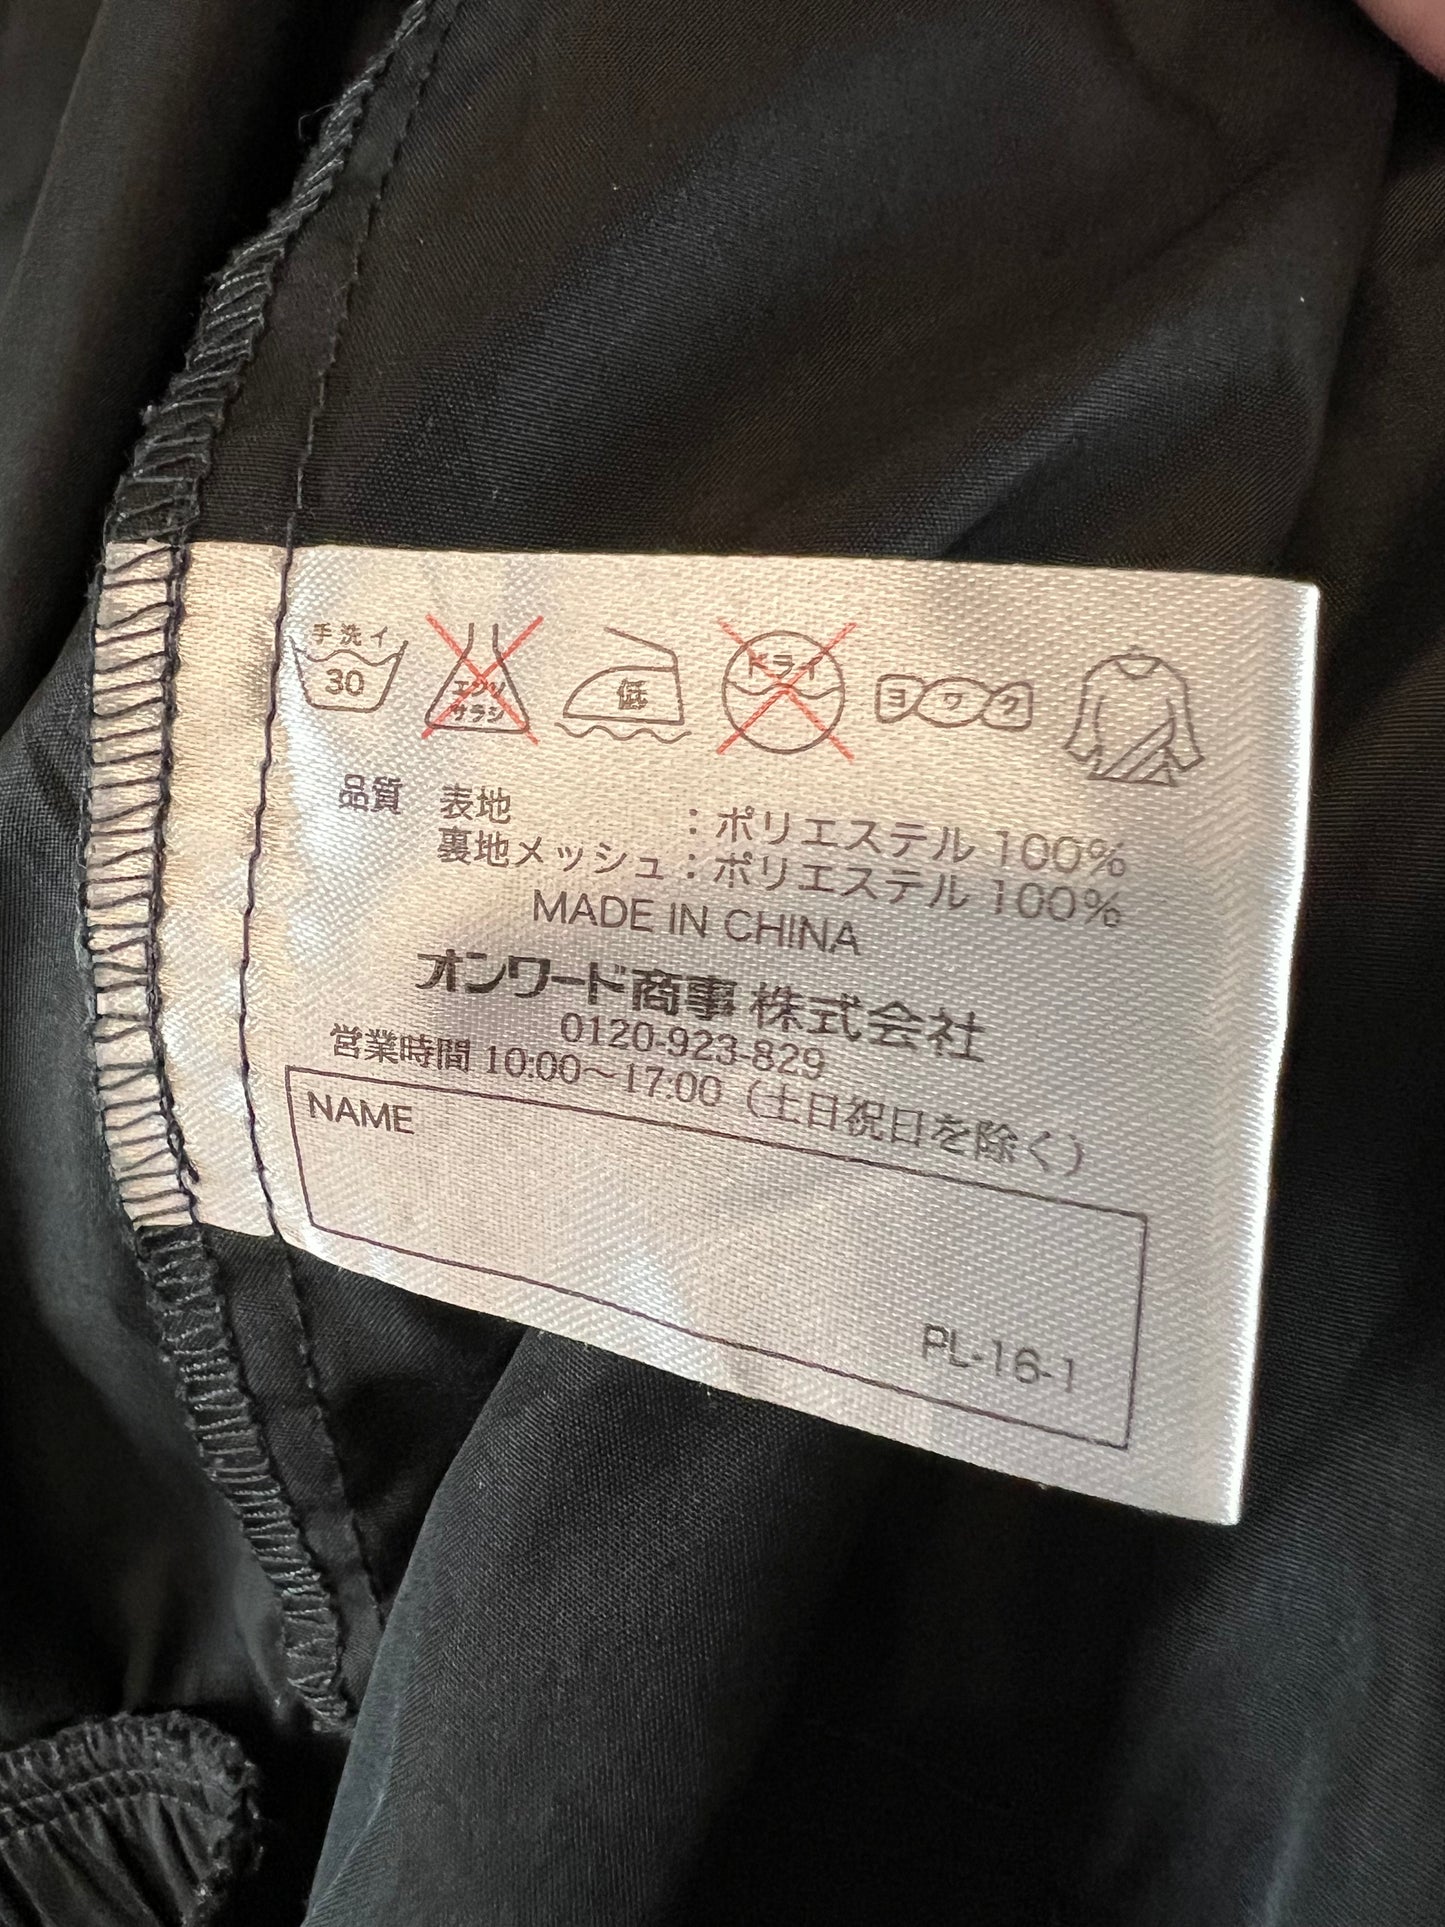 手洗イ 30 エンソサラシ 低 ドライ ヨワク
品質 表地 : ポリエステル 100%
裏地メッシュ : ポリエステル 100%
MADE IN CHINA
オンワード商事 株式会社
0120-923-829
営業時間 10:00〜17:00 (土日祝日を除く)
NAME
PL-16-1